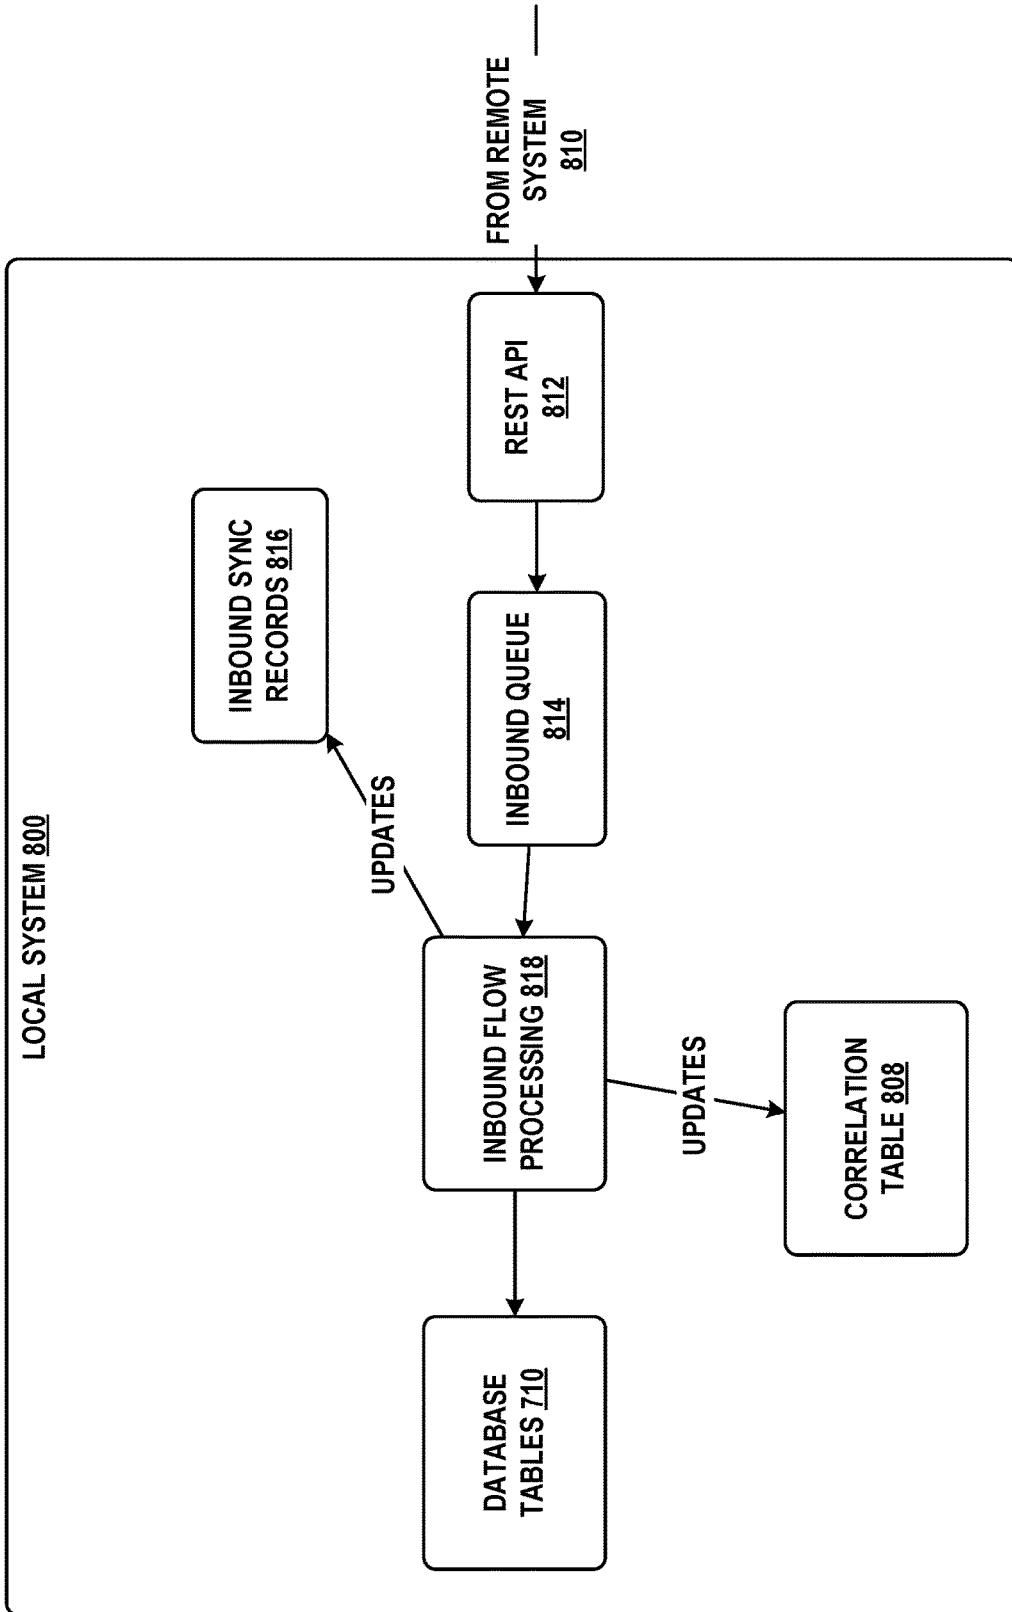 LOCAL SYSTEM 800
INBOUND SYNC
RECORDS 816
UPDATES
DATABASE
TABLES 710
INBOUND FLOW
PROCESSING 818
INBOUND QUEUE
814
REST API
812
FROM REMOTE
SYSTEM
810
UPDATES
CORRELATION
TABLE 808